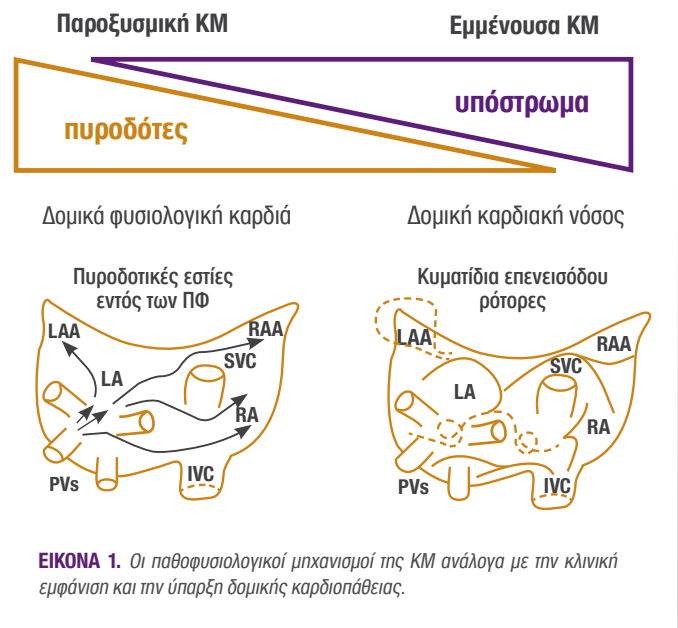 Παροξυσμική ΚΜ
Εμμένουσα ΚΜ
υπόστρωμα
πυροδότες
Δομικά φυσιολογική καρδιά
Δομική καρδιακή νόσος
Πυροδοτικές εστίες
εντός των ΠΦ
Κυματίδια επενεισόδου
ρότορες
LAA
RAA
SVC
LA
RA
PVs
IVC
LAA
RAA
SVC
LA
RA
PVs
IVC
ΕΙΚΟΝΑ 1. Οι παθοφυσιολογικοί μηχανισμοί της ΚΜ ανάλογα με την κλινική
εμφάνιση και την ύπαρξη δομικής καρδιοπάθειας.